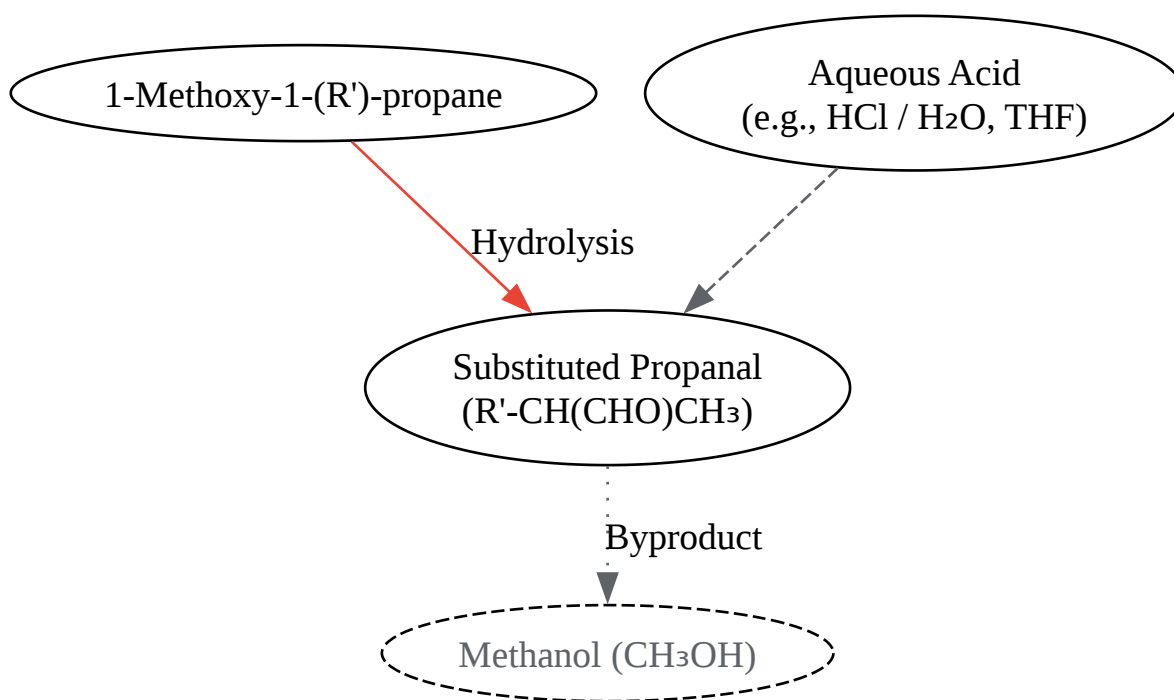 1-Methoxy-1-(R')-propane
Aqueous Acid
(e.g., HCl / H₂O, THF)
Hydrolysis
Substituted Propanal
(R'-CH(CHO)CH₃)
Byproduct
Methanol (CH₃OH)